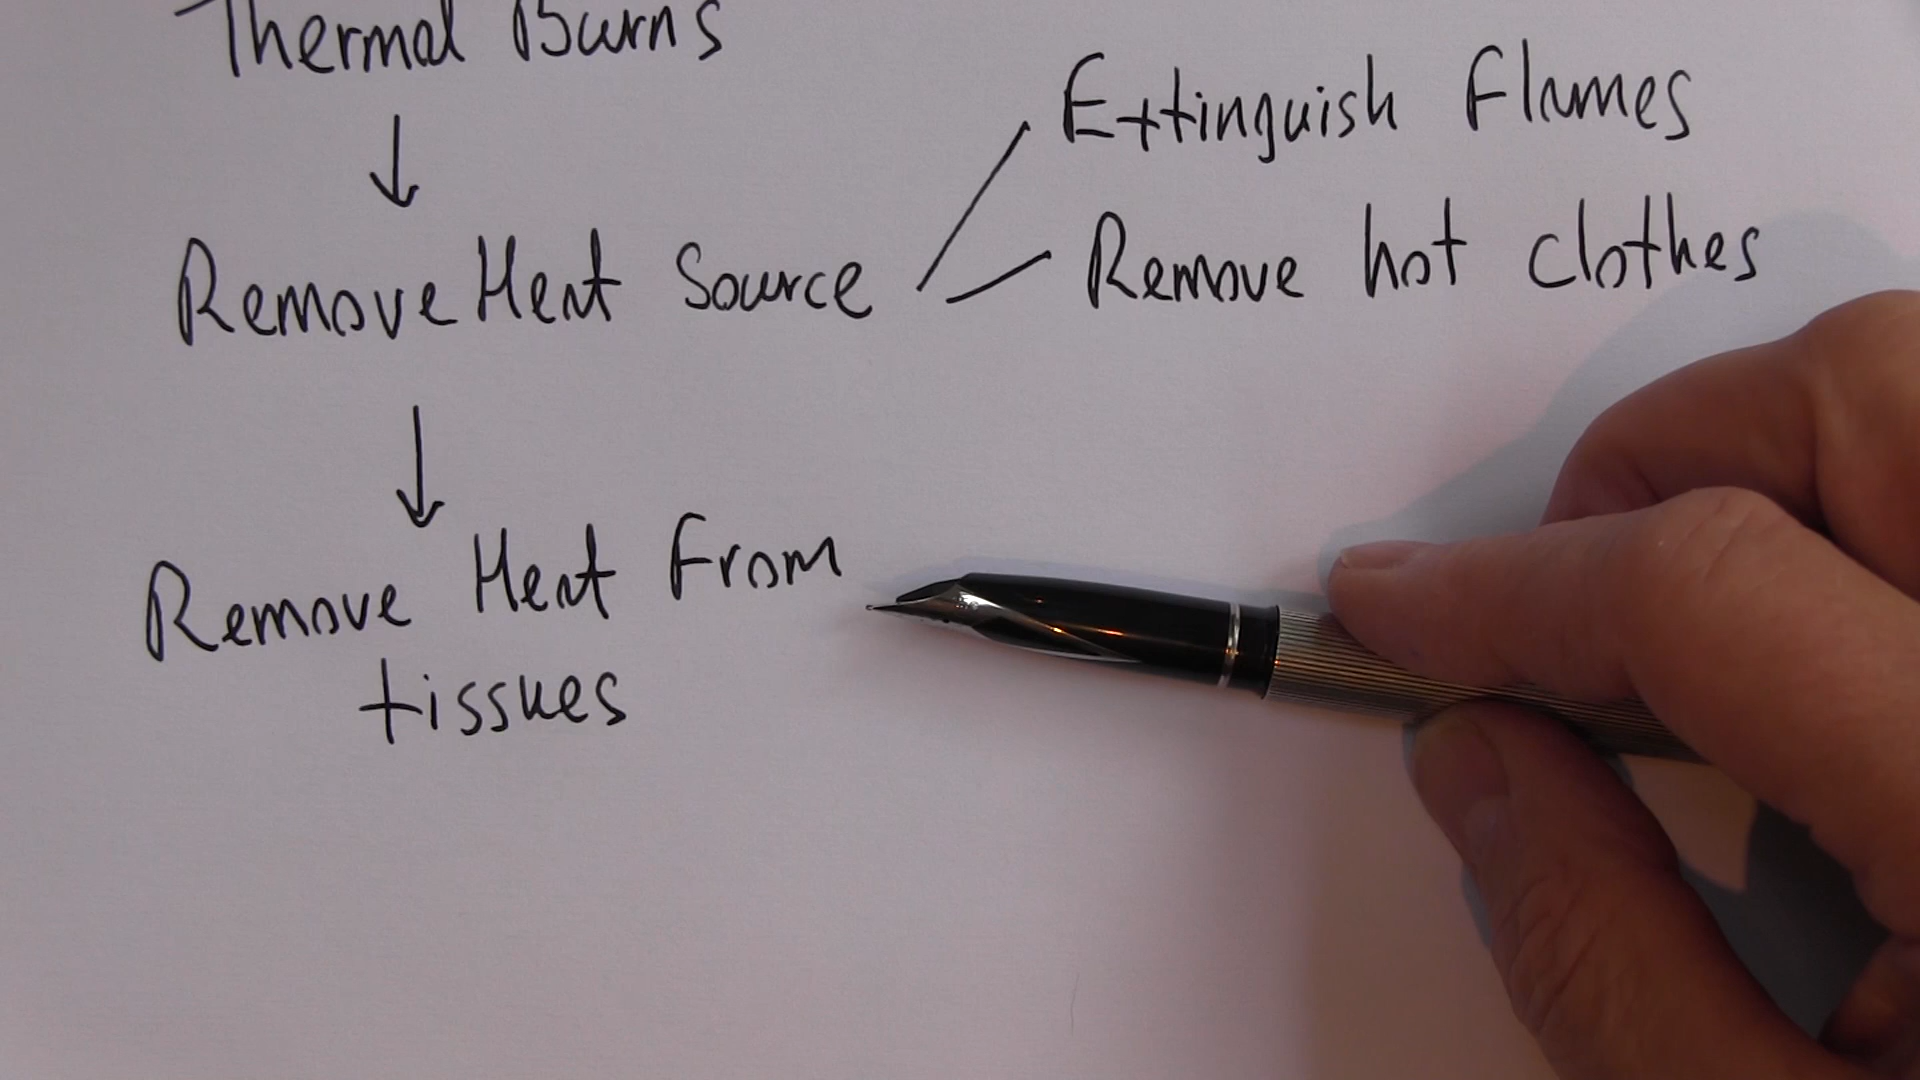 Thermal Burns
Extinguish Flames
Remove Heat Source
Remove hot clothes
Remove Heat From
tissues